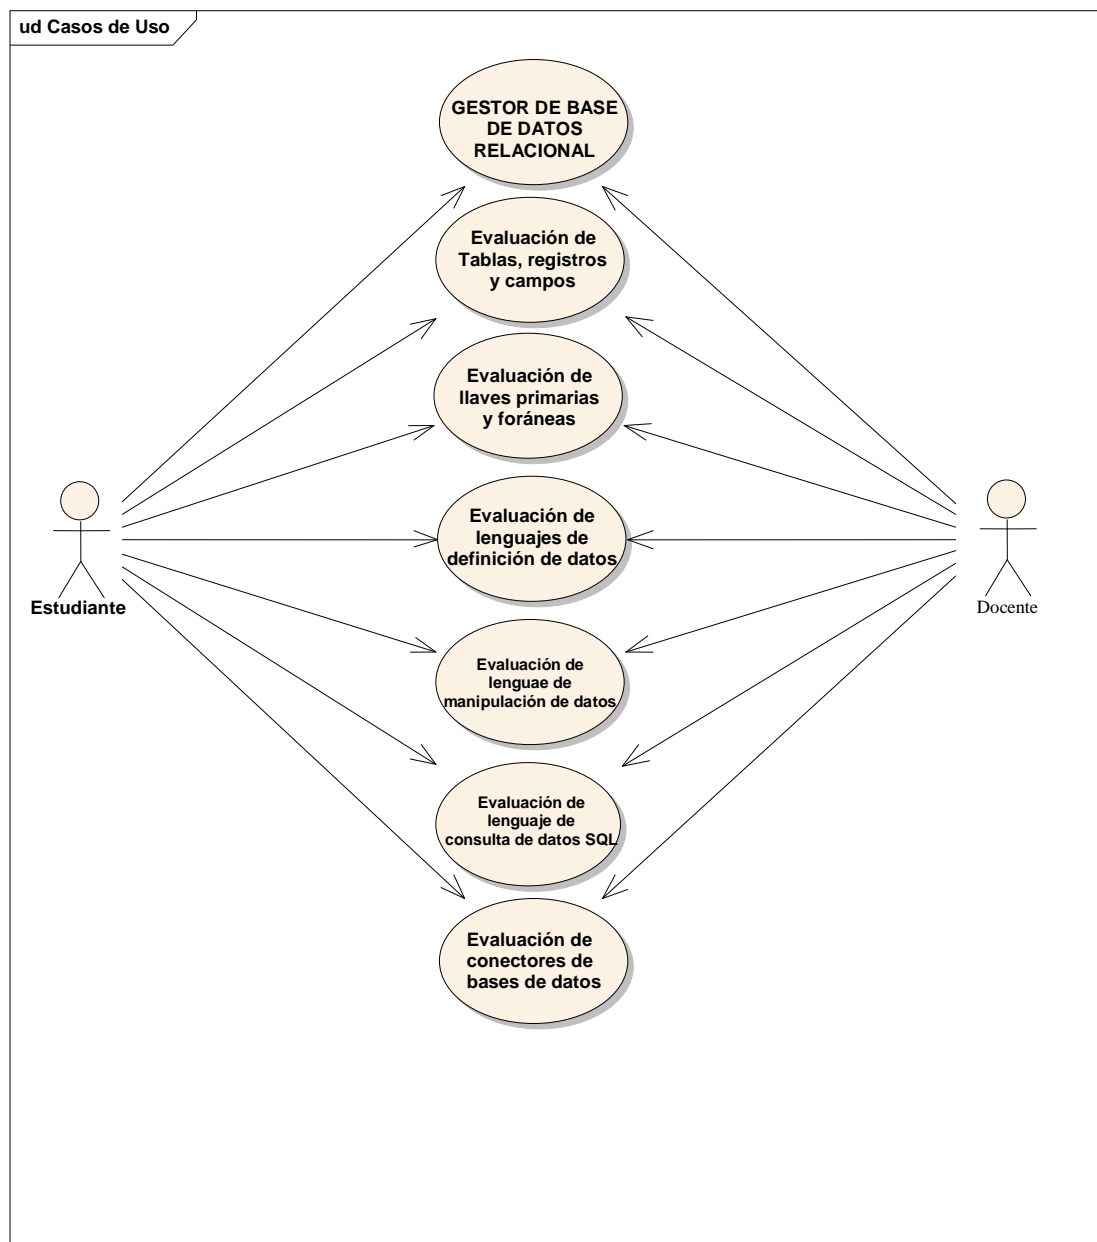 ud Casos de Uso
GESTOR DE BASE
DE DATOS
RELACIONAL
Evaluación de
Tablas, registros
y campos
Evaluación de
llaves primarias
y foráneas
Evaluación de
lenguajes de
definición de datos
Estudiante
Docente
Evaluación de
lenguae de
manipulación de datos
Evaluación de
lenguaje de
consulta de datos SQL
Evaluación de
conectores de
bases de datos